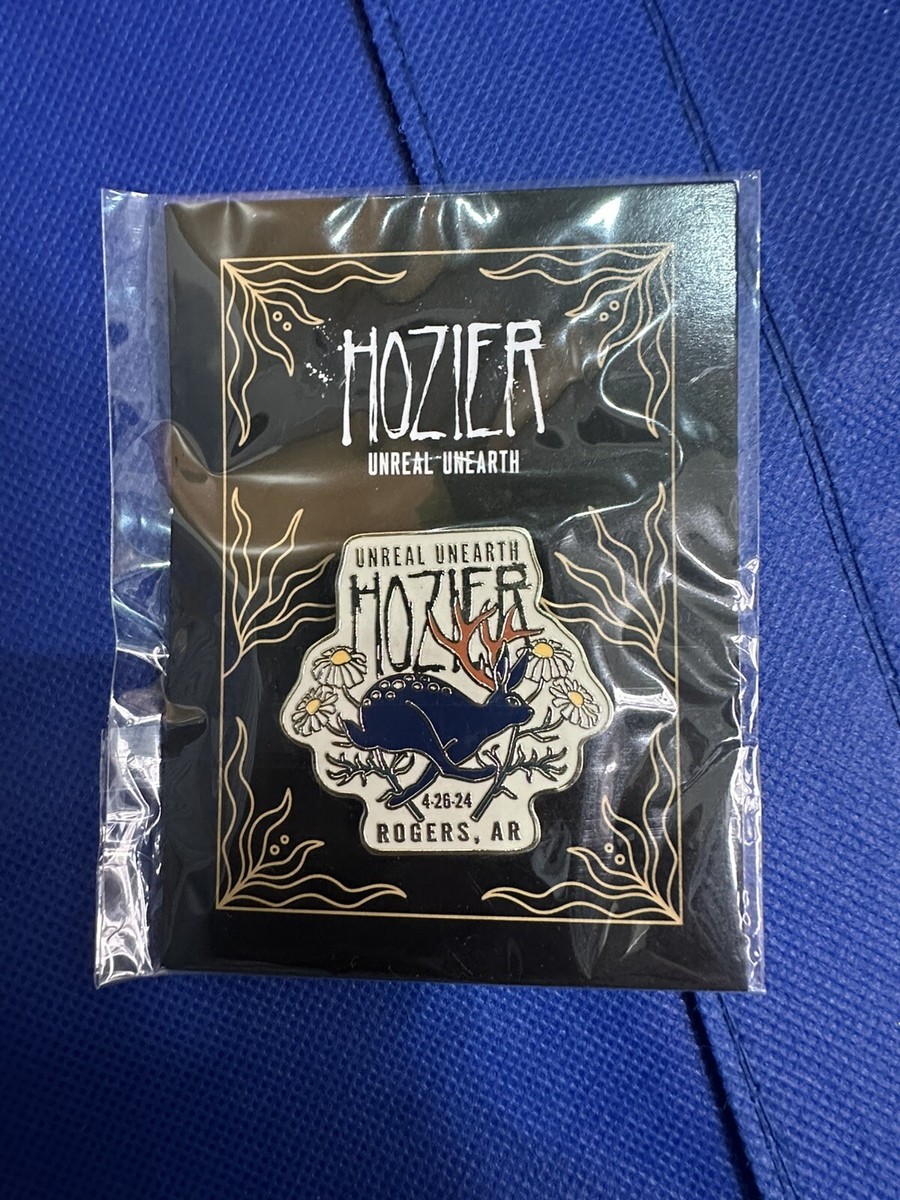 HOZIER
UNREAL UNEARTH
UNREAL UNEARTH
HOZIER
4-26-24
ROGERS, AR